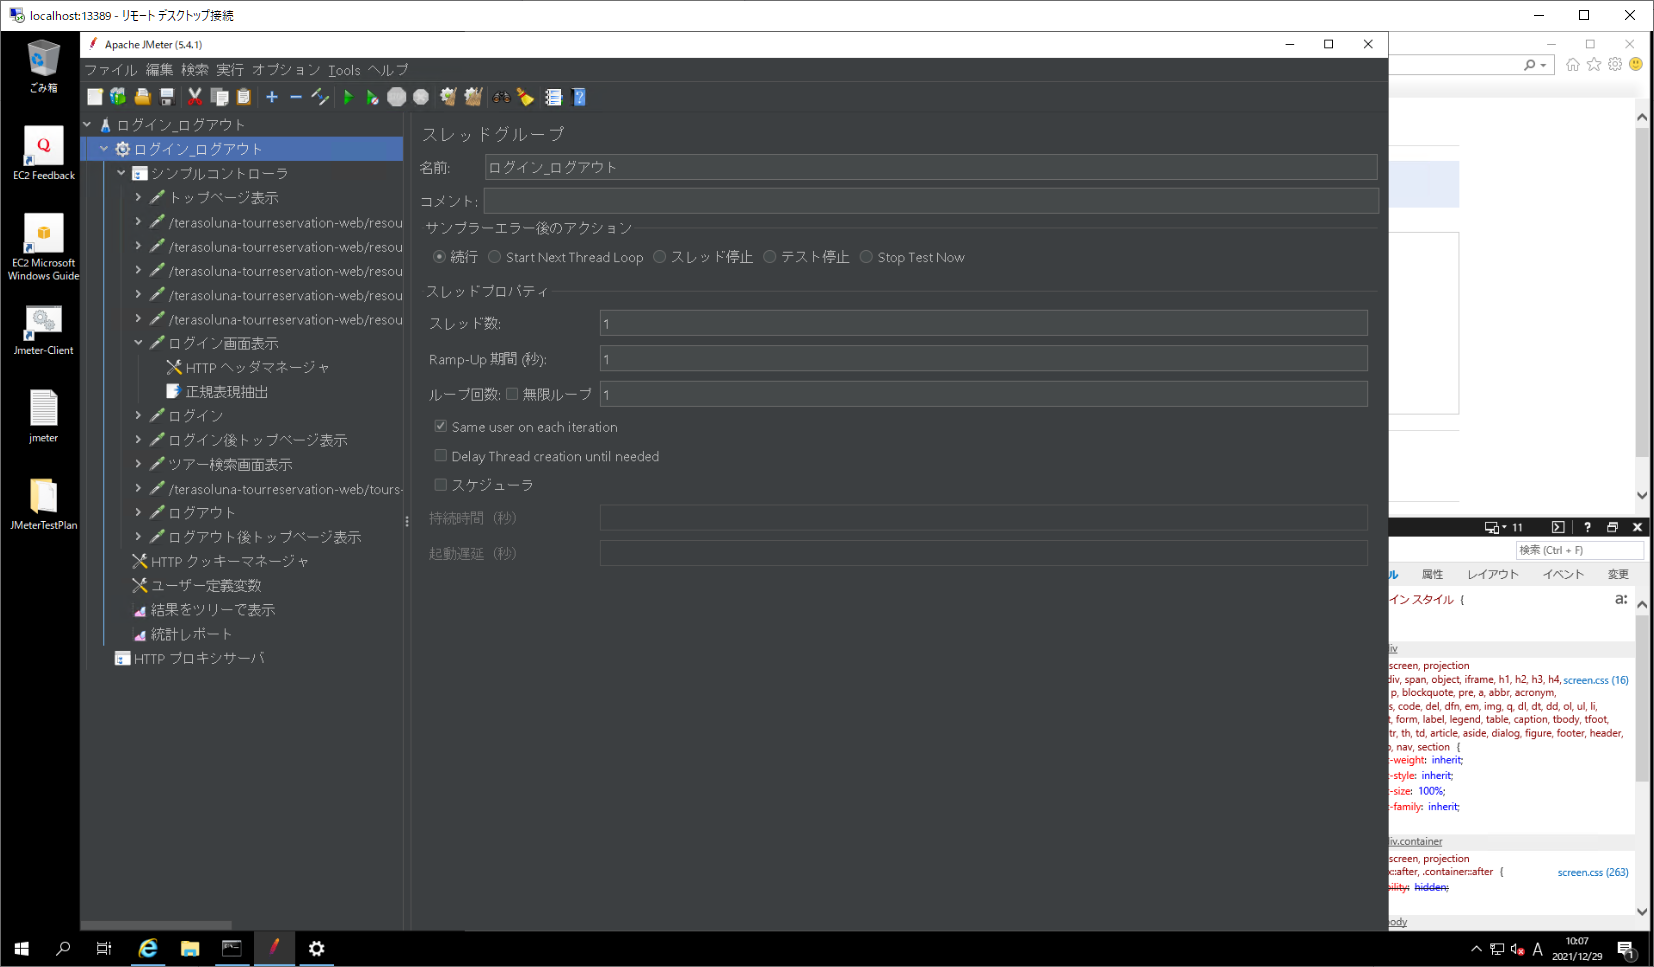 localhost:13389 - リモート デスクトップ接続
Apache JMeter (5.4.1)
ファイル 編集 検索 実行 オプション Tools ヘルプ
ごみ箱
EC2 Feedback
EC2 Microsoft
Windows Guide
Jmeter-Client
jmeter
JMeterTestPlan
ログイン_ログアウト
ログイン_ログアウト
シンプルコントローラ
トップページ表示
/terasoluna-tourreservation-web/resou
/terasoluna-tourreservation-web/resou
/terasoluna-tourreservation-web/resou
/terasoluna-tourreservation-web/resou
/terasoluna-tourreservation-web/resou
ログイン画面表示
HTTP ヘッダマネージャ
正規表現抽出
ログイン
ログイン後トップページ表示
ツアー検索画面表示
/terasoluna-tourreservation-web/tours-
ログアウト
ログアウト後トップページ表示
HTTP クッキーマネージャ
ユーザー定義変数
結果をツリーで表示
統計レポート
HTTP プロキシサーバ
スレッドグループ
名前: ログイン_ログアウト
コメント:
サンプラーエラー後のアクション
続行 Start Next Thread Loop スレッド停止 テスト停止 Stop Test Now
スレッドプロパティ
スレッド数: 1
Ramp-Up 期間 (秒): 1
ループ回数: 無限ループ 1
Same user on each iteration
Delay Thread creation until needed
スケジューラ
持続時間 (秒)
起動遅延 (秒)
11
検索 (Ctrl + F)
ル 属性 レイアウト イベント 変更
イン スタイル {
a:
div
screen, projection
div, span, object, iframe, h1, h2, h3, h4, screen.css (16)
p, blockquote, pre, a, abbr, acronym,
s, code, del, dfn, em, img, q, dl, dt, dd, ol, ul, li,
t, form, label, legend, table, caption, tbody, tfoot,
tr, th, td, article, aside, dialog, figure, footer, header,
, nav, section {
t-weight: inherit;
t-style: inherit;
t-size: 100%;
t-family: inherit;
div.container
screen, projection
x::after, .container::after { screen.css (263)
bility: hidden;
body
A
10:07
2021/12/29
1